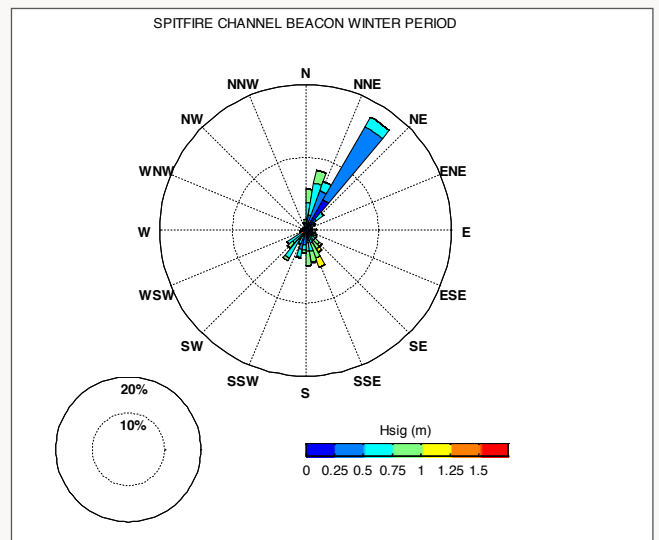 SPITFIRE CHANNEL BEACON WINTER PERIOD
N
NNW NNE
NW NE
WNW ENE
W E
WSW ESE
SW SE
SSW SSE
S
20%
10%
Hsig (m)
0 0.25 0.5 0.75 1 1.25 1.5